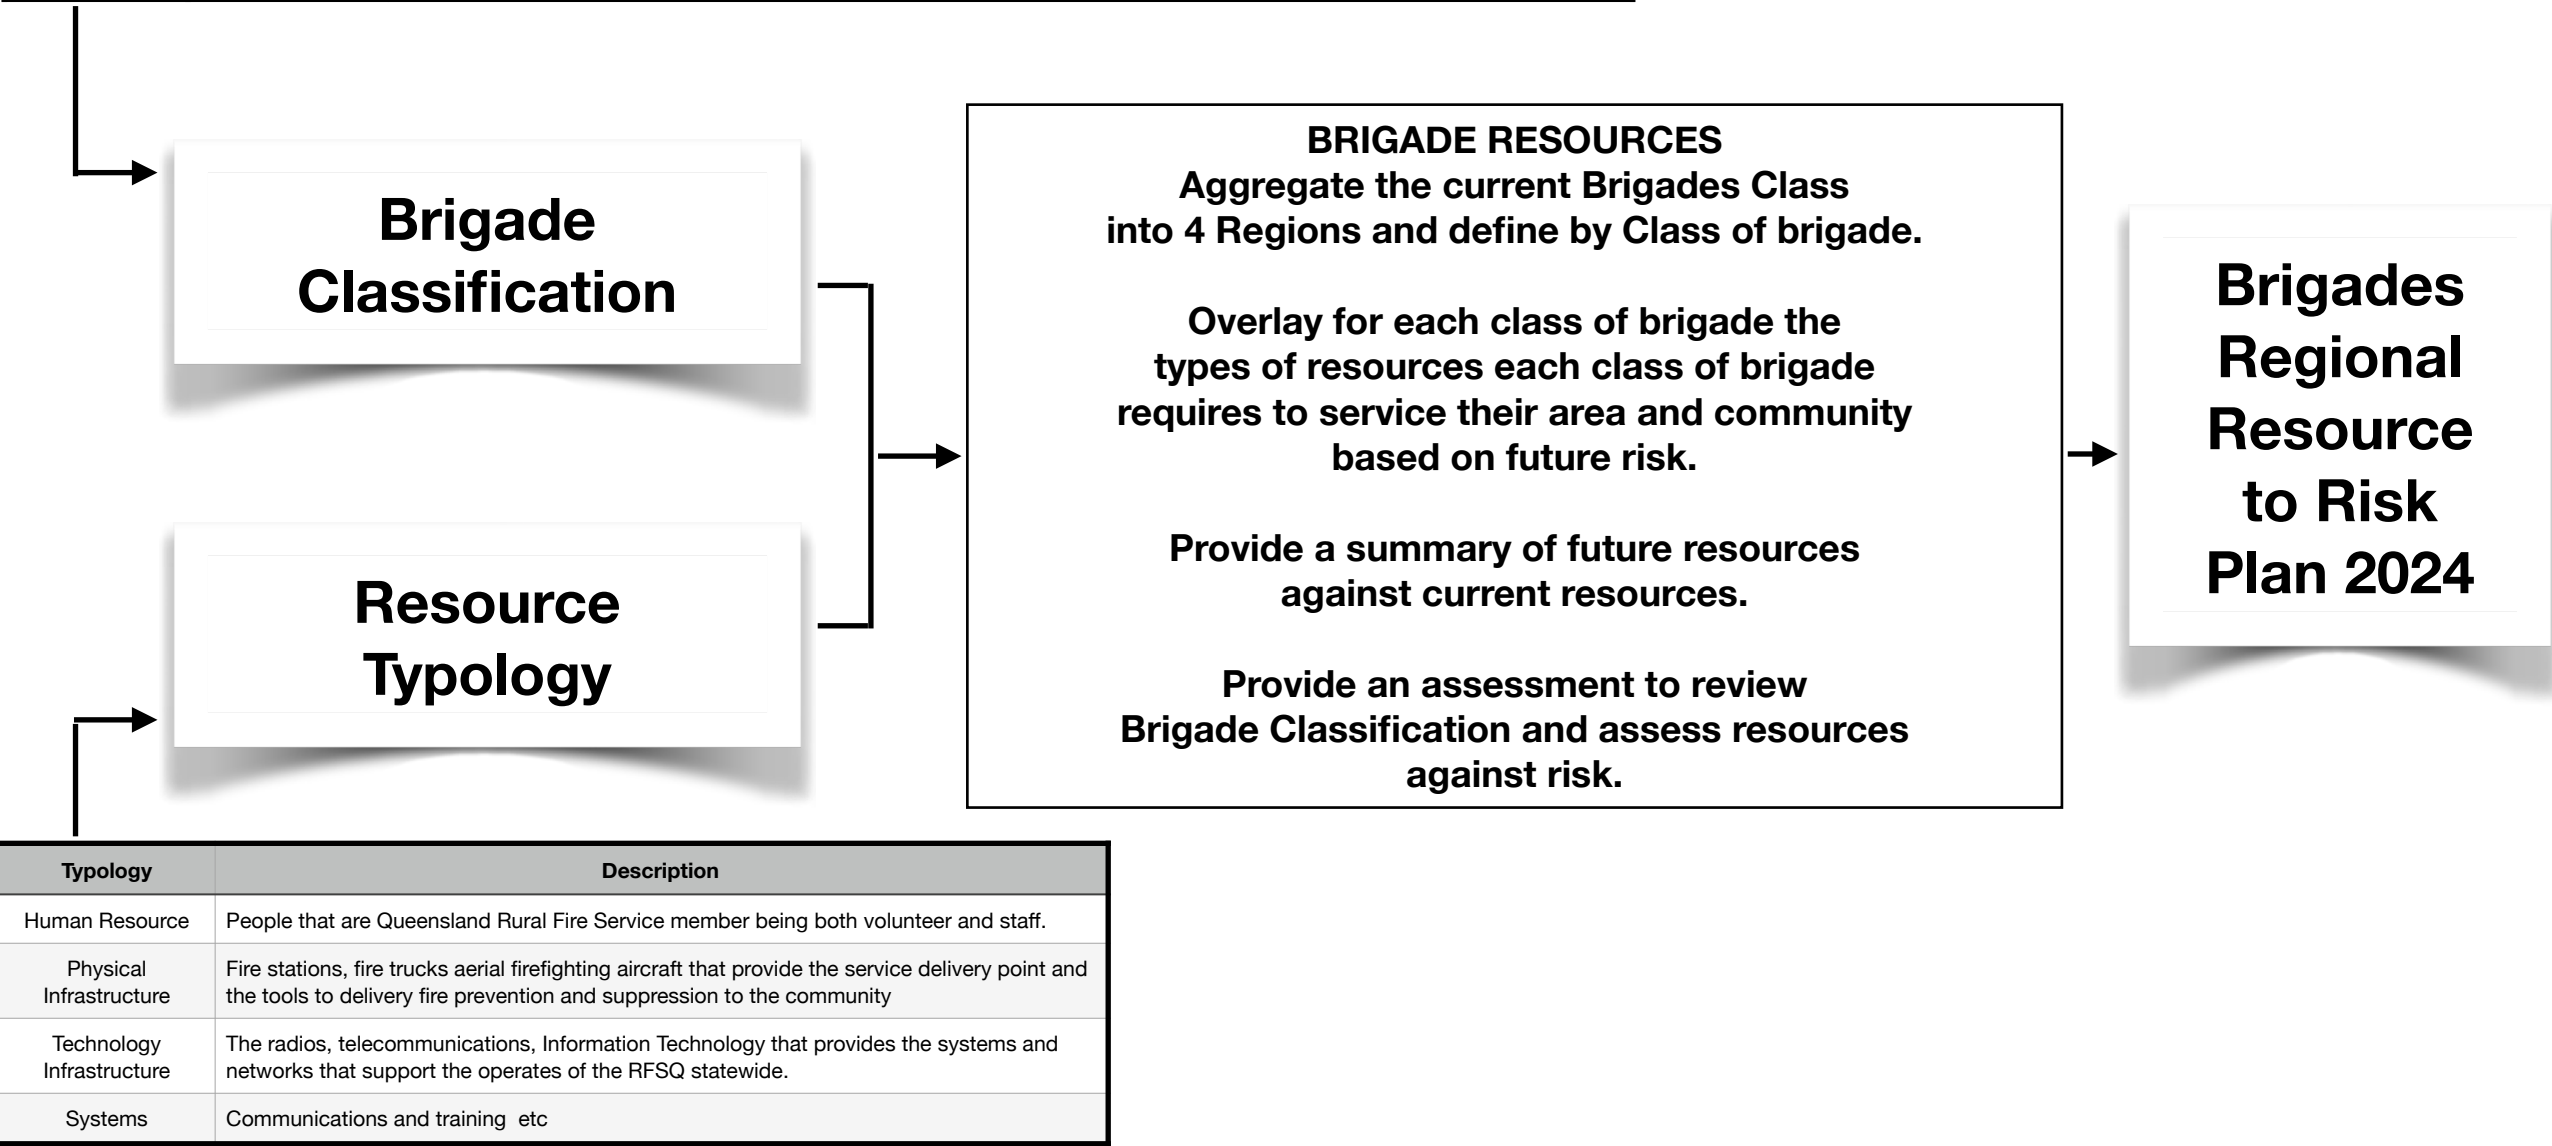 Brigade
Classification
Resource
Typology
BRIGADE RESOURCES
Aggregate the current Brigades Class
into 4 Regions and define by Class of brigade.
Overlay for each class of brigade the
types of resources each class of brigade
requires to service their area and community
based on future risk.
Provide a summary of future resources
against current resources.
Provide an assessment to review
Brigade Classification and assess resources
against risk.
Brigades
Regional
Resource
to Risk
Plan 2024
Typology
Description
Human Resource
People that are Queensland Rural Fire Service member being both volunteer and staff.
Physical
Infrastructure
Fire stations, fire trucks aerial firefighting aircraft that provide the service delivery point and
the tools to delivery fire prevention and suppression to the community
Technology
Infrastructure
The radios, telecommunications, Information Technology that provides the systems and
networks that support the operates of the RFSQ statewide.
Systems
Communications and training  etc